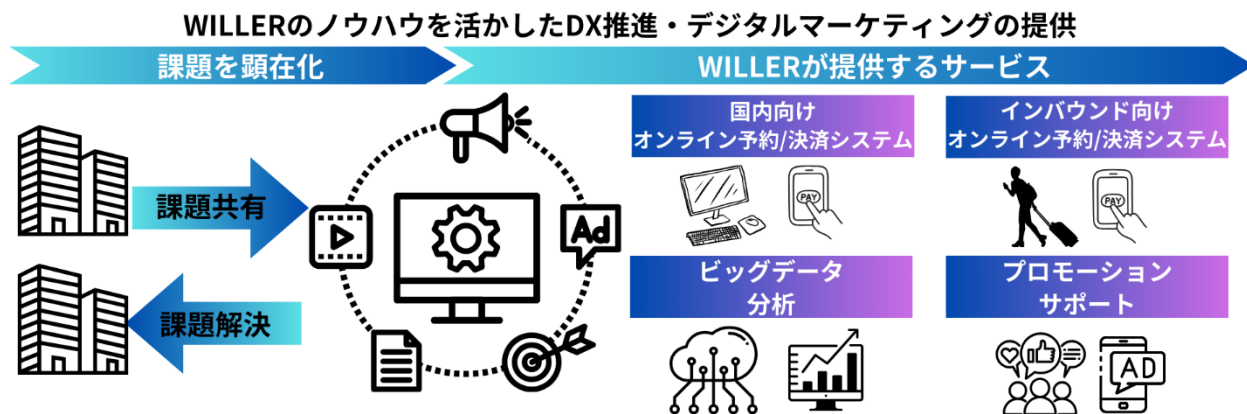 WILLERのノウハウを活かしたDX推進・デジタルマーケティングの提供
課題を顕在化
WILLERが提供するサービス
課題共有
課題解決
Ad
国内向け
オンライン予約/決済システム
PAY
インバウンド向け
オンライン予約/決済システム
PAY
ビッグデータ
分析
プロモーション
サポート
AD